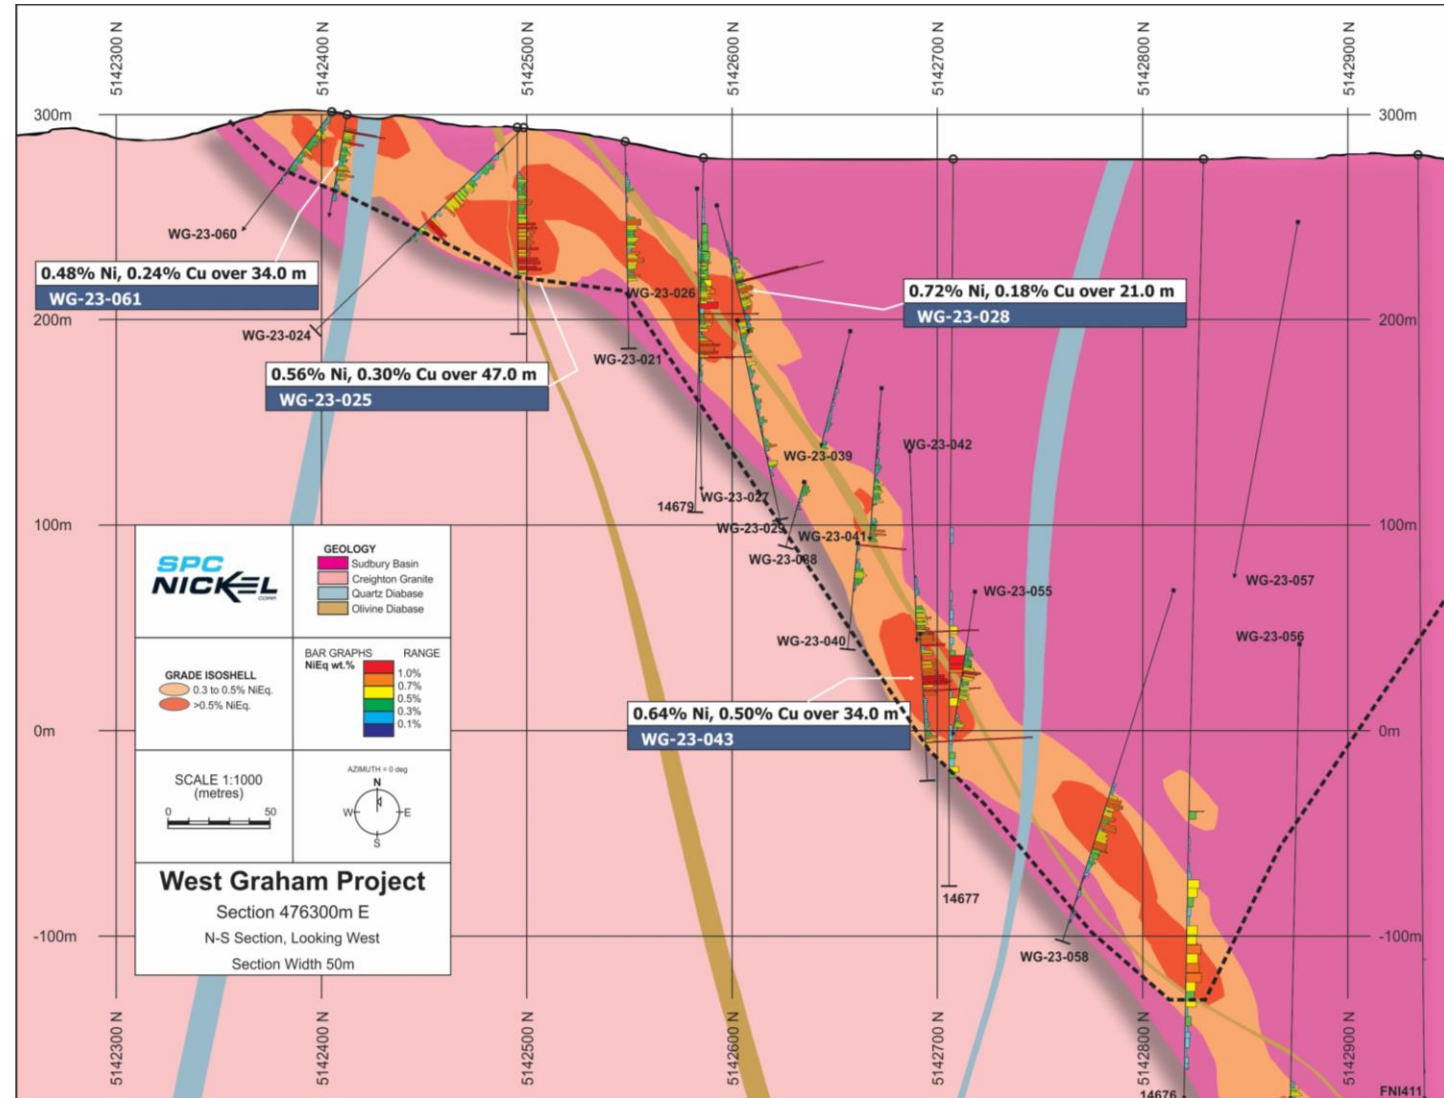 5142300 N
5142400 N
5142500 N
5142600 N
5142700 N
5142800 N
5142900 N
300m
300m
WG-23-060
0.48% Ni, 0.24% Cu over 34.0 m
WG-23-061
0.72% Ni, 0.18% Cu over 21.0 m
WG-23-028
WG-23-026
200m
200m
WG-23-024
WG-23-021
0.56% Ni, 0.30% Cu over 47.0 m
WG-23-025
WG-23-042
WG-23-039
WG-23-027
14679
100m
100m
WG-23-029
WG-23-041
WG-23-038
WG-23-057
WG-23-055
WG-23-056
WG-23-040
SPC
NICKEL
CORP.
GEOLOGY
Sudbury Basin
Creighton Granite
Quartz Diabase
Olivine Diabase
GRADE ISOSHELL
0.3 to 0.5% NiEq.
>0.5% NiEq.
BAR GRAPHS
NiEq wt.%
RANGE
1.0%
0.7%
0.5%
0.3%
0.1%
0.64% Ni, 0.50% Cu over 34.0 m
WG-23-043
0m
0m
SCALE 1:1000
(metres)
0
50
AZIMUTH = 0 deg
N
W
E
S
West Graham Project
Section 476300m E
N-S Section, Looking West
Section Width 50m
14677
-100m
-100m
WG-23-058
5142300 N
5142400 N
5142500 N
5142600 N
5142700 N
5142800 N
5142900 N
14676
FNI411